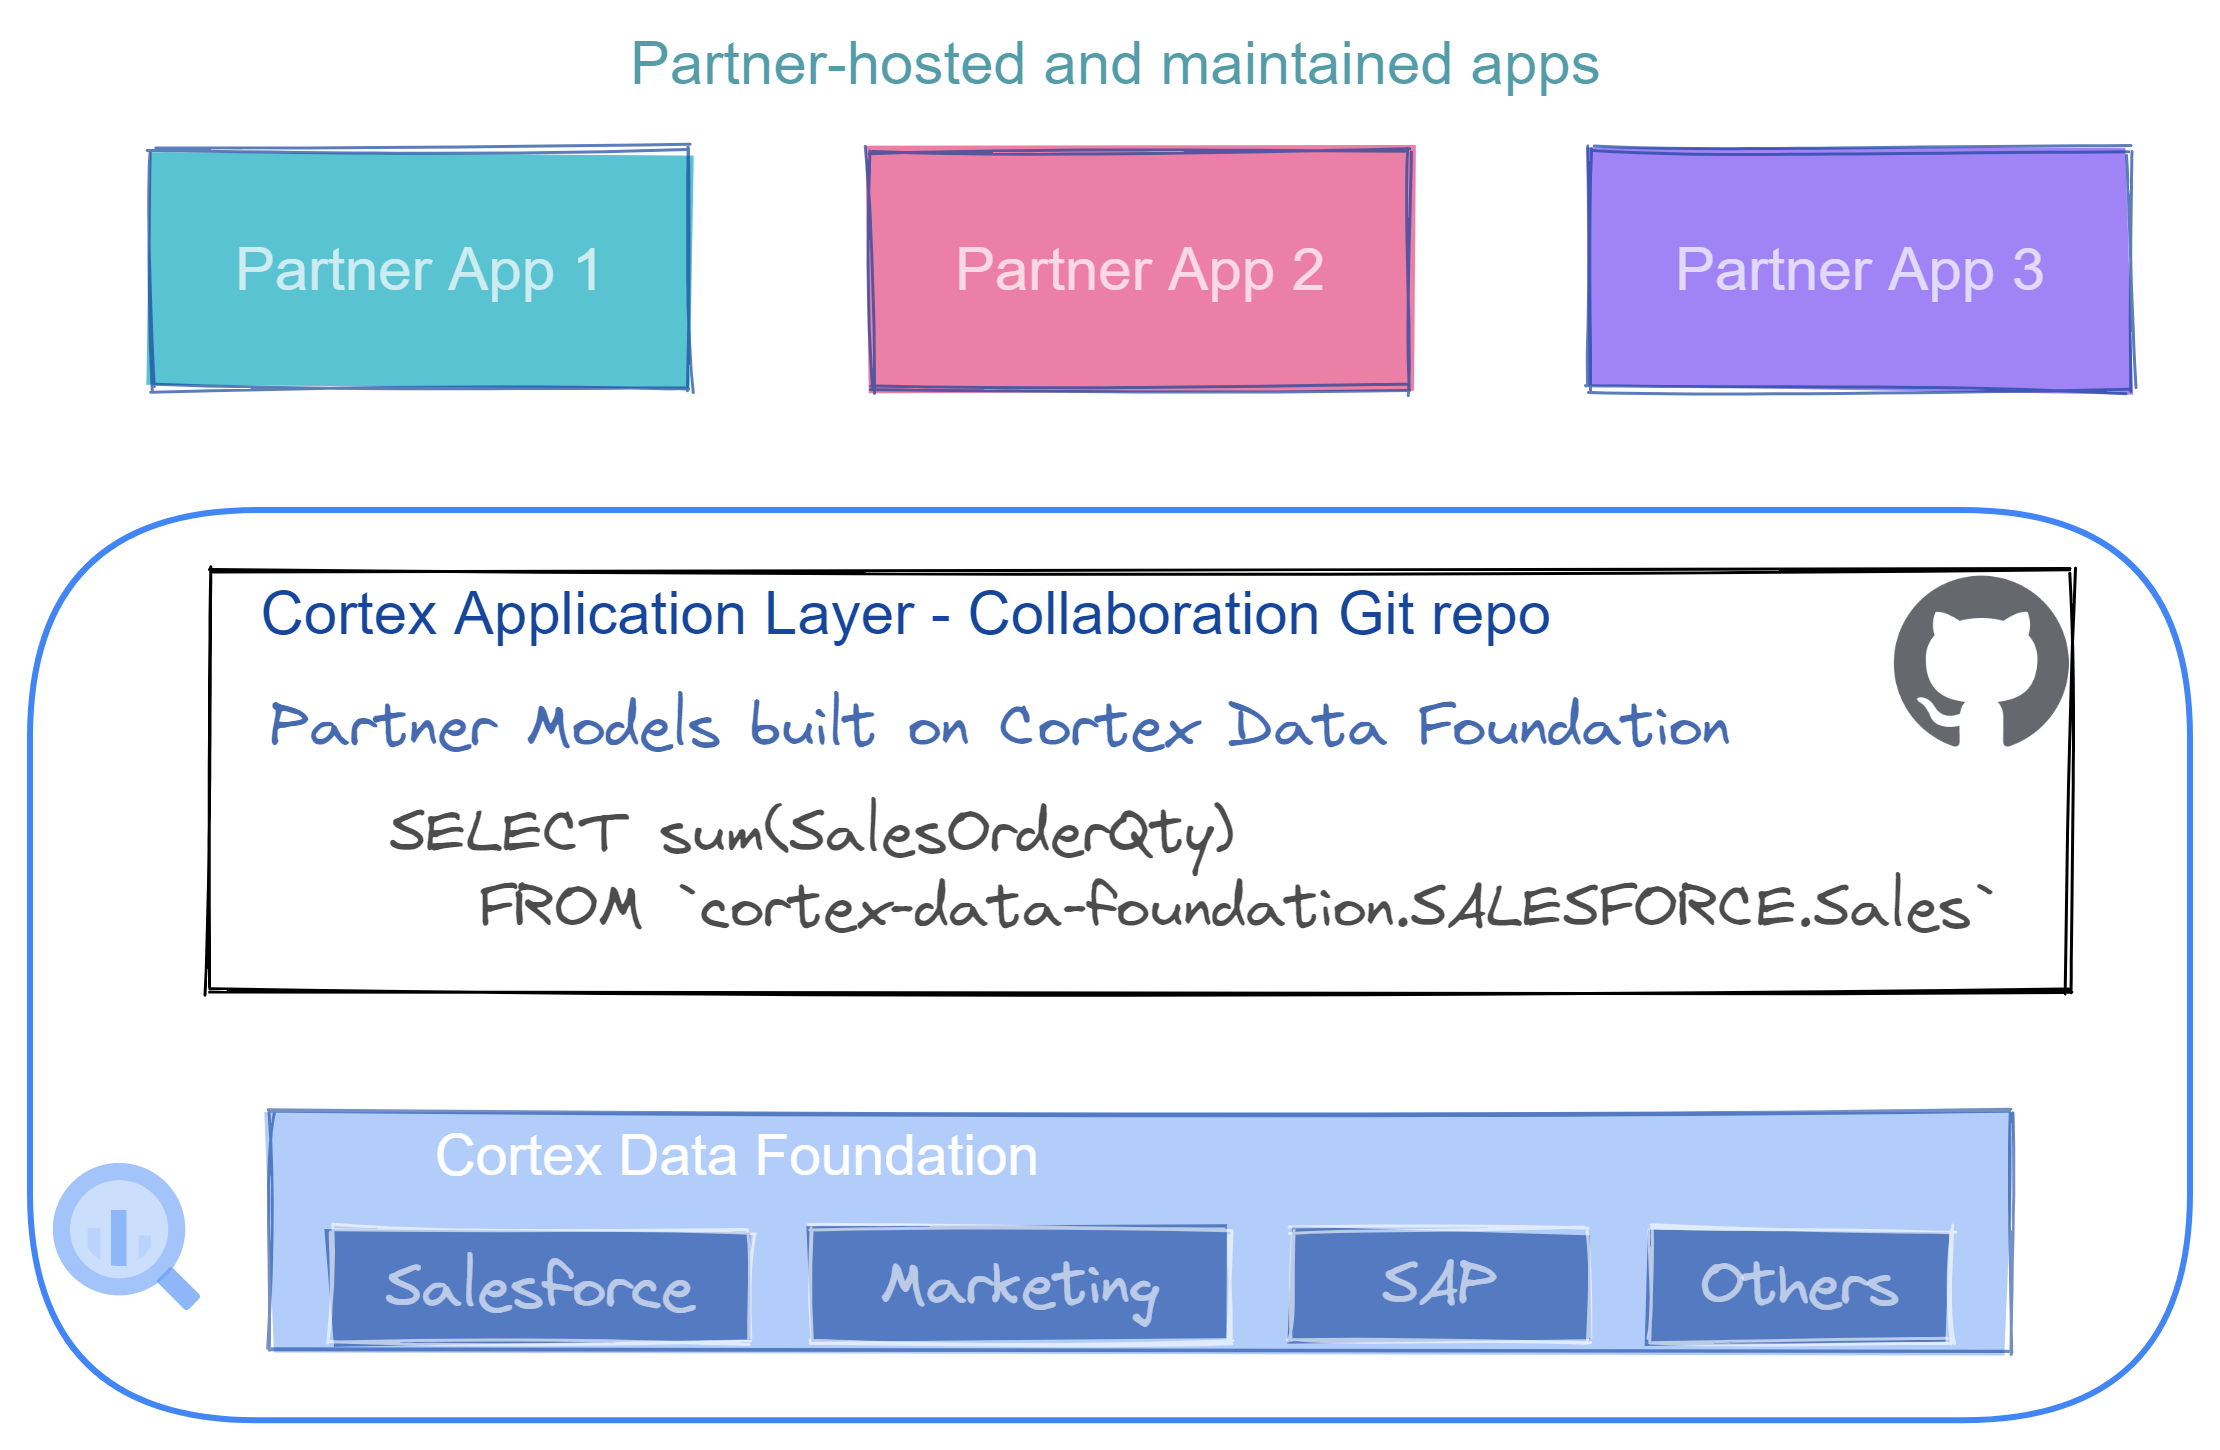 Partner-hosted and maintained apps
Partner App 1
Partner App 2
Partner App 3
Cortex Application Layer - Collaboration Git repo
Partner Models built on Cortex Data Foundation
SELECT sum(SalesOrderQty)
FROM `cortex-data-foundation.SALESFORCE.Sales`
Cortex Data Foundation
Salesforce
Marketing
SAP
Others